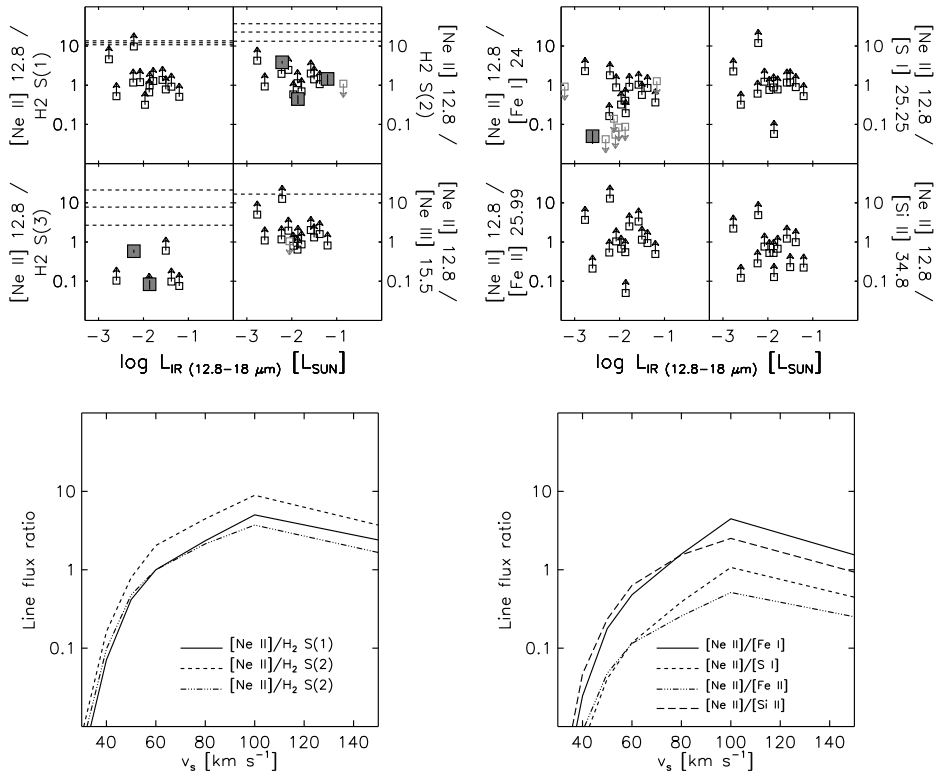 [Ne II] 12.8 /
H2 S(1)
10
1
0.1
[Ne II] 12.8 /
H2 S(2)
[Ne II] 12.8 /
H2 S(3)
10
1
0.1
[Ne II] 12.8 /
[Ne III] 15.5
-3 -2 -1 -3 -2 -1
log L_IR (12.8-18 μm) [L_SUN]
[Ne II] 12.8 /
[Fe I] 24
10
1
0.1
[Ne II] 12.8 /
[S I] 25.25
[Ne II] 12.8 /
[Fe II] 25.99
10
1
0.1
[Ne II] 12.8 /
[Si II] 34.8
-3 -2 -1 -3 -2 -1
log L_IR (12.8-18 μm) [L_SUN]
Line flux ratio
10
1
0.1
[Ne II]/H₂ S(1)
[Ne II]/H₂ S(2)
[Ne II]/H₂ S(2)
40 60 80 100 120 140
v_s [km s⁻¹]
Line flux ratio
10
1
0.1
[Ne II]/[Fe I]
[Ne II]/[S I]
[Ne II]/[Fe II]
[Ne II]/[Si II]
40 60 80 100 120 140
v_s [km s⁻¹]